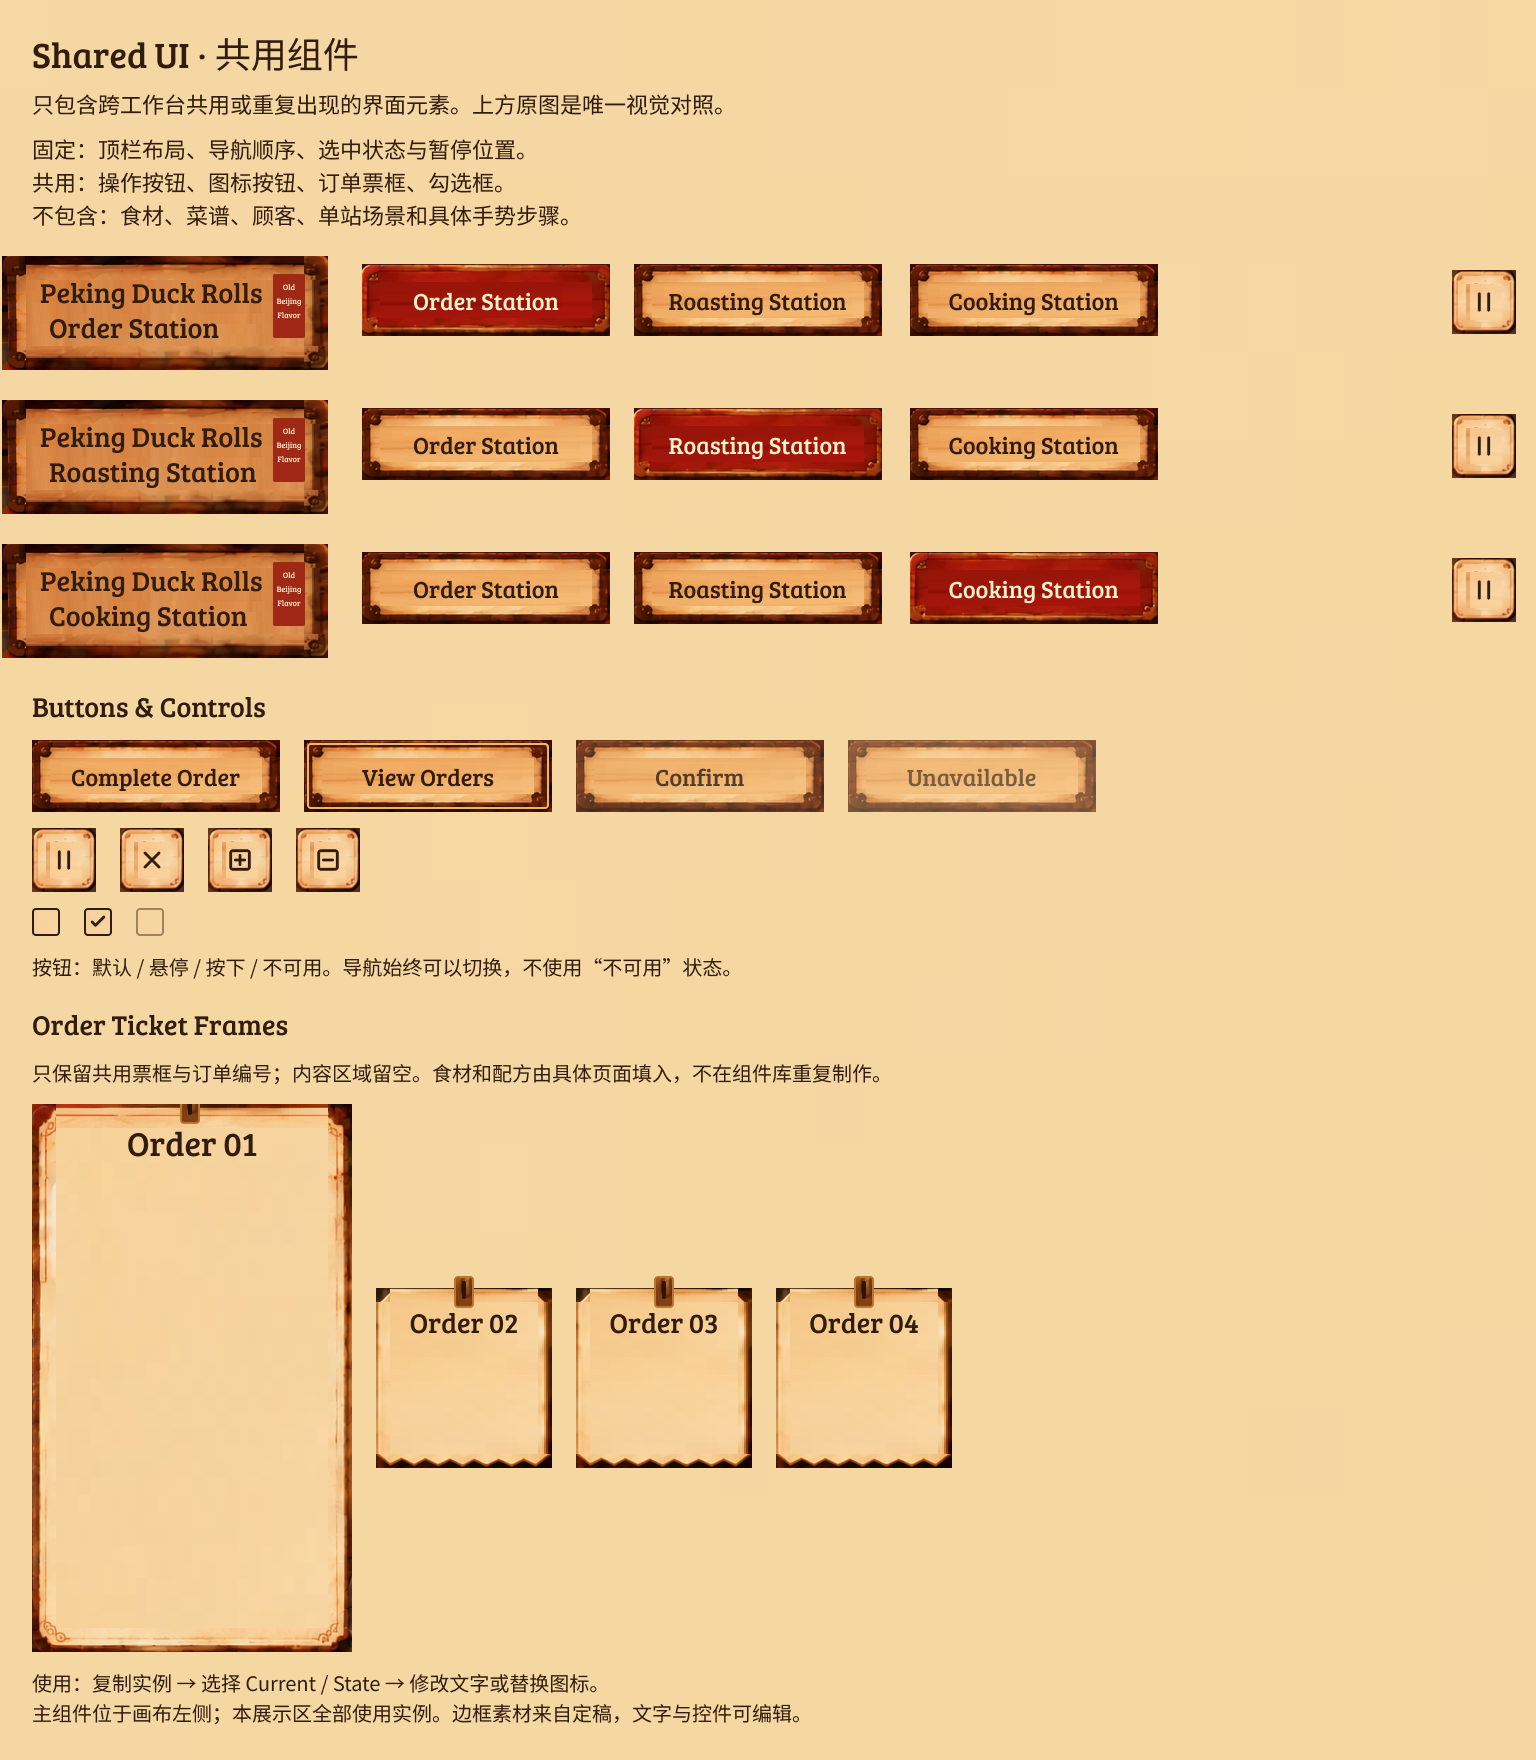 Shared UI · 共用组件
只包含跨工作台共用或重复出现的界面元素。上方原图是唯一视觉对照。
固定：顶栏布局、导航顺序、选中状态与暂停位置。
共用：操作按钮、图标按钮、订单票框、勾选框。
不包含：食材、菜谱、顾客、单站场景和具体手势步骤。
Peking Duck Rolls
Order Station
Old
Beijing
Flavor
Order Station
Roasting Station
Cooking Station
Peking Duck Rolls
Roasting Station
Old
Beijing
Flavor
Order Station
Roasting Station
Cooking Station
Peking Duck Rolls
Cooking Station
Old
Beijing
Flavor
Order Station
Roasting Station
Cooking Station
Buttons & Controls
Complete Order
View Orders
Confirm
Unavailable
按钮：默认 / 悬停 / 按下 / 不可用。导航始终可以切换，不使用“不可用”状态。
Order Ticket Frames
只保留共用票框与订单编号；内容区域留空。食材和配方由具体页面填入，不在组件库重复制作。
Order 01
Order 02
Order 03
Order 04
使用：复制实例 → 选择 Current / State → 修改文字或替换图标。
主组件位于画布左侧；本展示区全部使用实例。边框素材来自定稿，文字与控件可编辑。